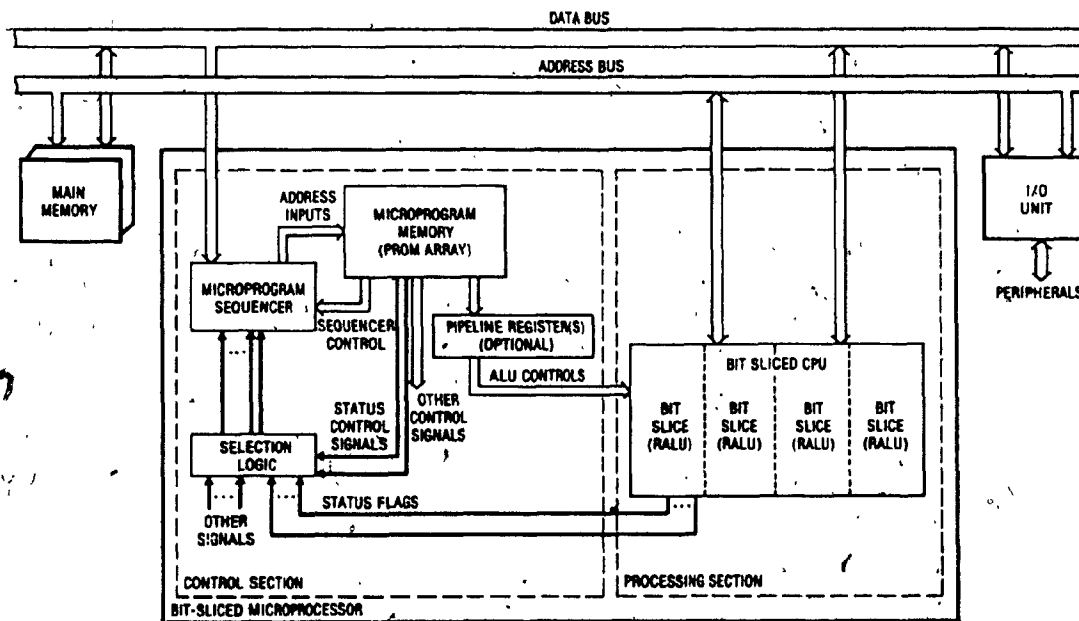 DATA BUS
ADDRESS BUS
MAIN
MEMORY
ADDRESS
INPUTS
MICROPROGRAM
MEMORY
(PROM ARRAY)
I/O
UNIT
MICROPROGRAM
SEQUENCER
PERIPHERALS
SEQUENCER
CONTROL
PIPELINE REGISTER(S)
(OPTIONAL)
ALU CONTROLS
BIT SLICED CPU
BIT
SLICE
(RALU)
BIT
SLICE
(RALU)
BIT
SLICE
(RALU)
BIT
SLICE
(RALU)
OTHER
CONTROL
SIGNALS
STATUS
CONTROL
SIGNALS
SELECTION
LOGIC
STATUS FLAGS
OTHER
SIGNALS
CONTROL SECTION
PROCESSING SECTION
BIT-SLICED MICROPROCESSOR